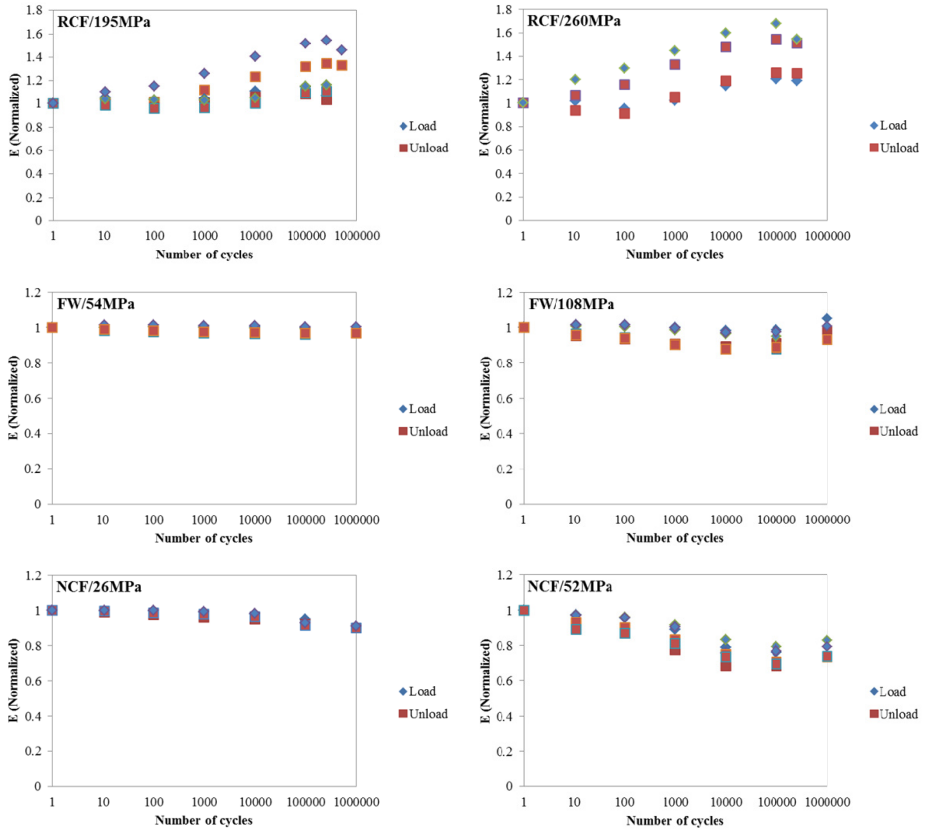 RCF/195MPa
E (Normalized)
1.8
1.6
1.4
1.2
1
0.8
0.6
0.4
0.2
0
1 10 100 1000 10000 100000 1000000
Number of cycles
Load
Unload
RCF/260MPa
E (Normalized)
1.8
1.6
1.4
1.2
1
0.8
0.6
0.4
0.2
0
1 10 100 1000 10000 100000 1000000
Number of cycles
Load
Unload
FW/54MPa
E (Normalized)
1.2
1
0.8
0.6
0.4
0.2
0
1 10 100 1000 10000 100000 1000000
Number of cycles
Load
Unload
FW/108MPa
E (Normalized)
1.2
1
0.8
0.6
0.4
0.2
0
1 10 100 1000 10000 100000 1000000
Number of cycles
Load
Unload
NCF/26MPa
E (Normalized)
1.2
1
0.8
0.6
0.4
0.2
0
1 10 100 1000 10000 100000 1000000
Number of cycles
Load
Unload
NCF/52MPa
E (Normalized)
1.2
1
0.8
0.6
0.4
0.2
0
1 10 100 1000 10000 100000 1000000
Number of cycles
Load
Unload